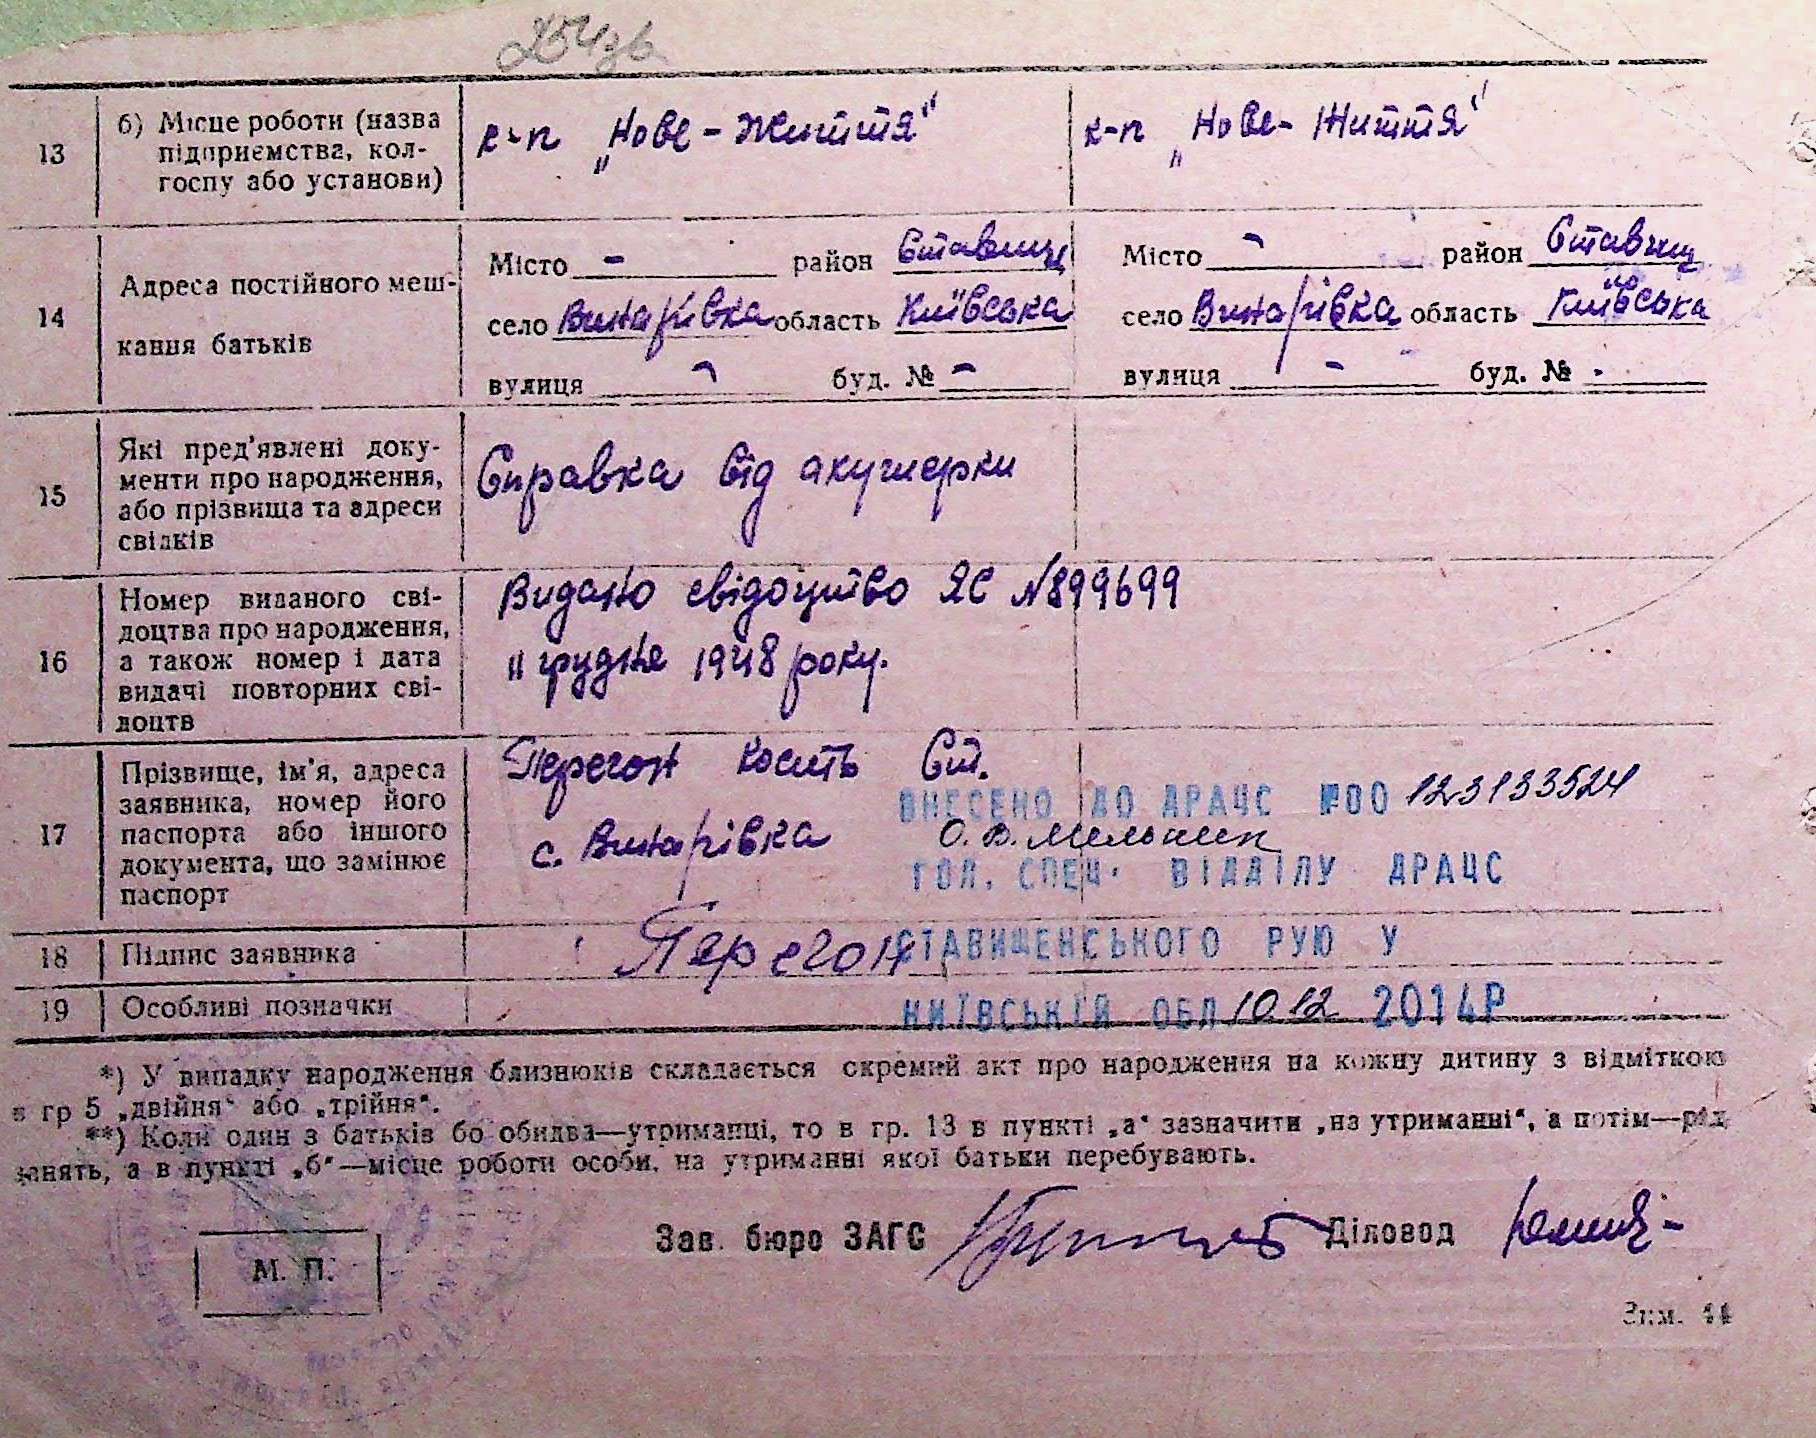 254зв
13 б) Місце роботи (назва підприємства, колгоспу або установи) к-п „Нове-Життя" к-п „Нове-Життя"
14 Адреса постійного меш-
кання батьків
Місто - район Ставищ Місто - район Ставищ
село Винарівка область Київська село Винарівка область Київська
вулиця - буд. № - вулиця - буд. № -
15 Які пред'явлені доку-
менти про народження,
або прізвища та адреси
свідків
Справка від акушерки
16 Номер виданого сві-
доцтва про народження,
а також номер і дата
видачі повторних сві-
доцтв
Видано свідоцтво ЯС №899699
11 грудня 1948 року.
17 Прізвище, ім'я, адреса
заявника, номер його
паспорта або іншого
документа, що замінює
паспорт
Перегон Ст.
с. Винарівка
ВНЕСЕНО ДО ДРАЦС №00 123133524
О. В. Мельник
ГОЛ. СПЕЦ. ВІДДІЛУ ДРАЦС
18 Підпис заявника Перегон СТАВИЩЕНСЬКОГО РУЮ У
19 Особливі позначки КИЇВСЬКІЙ ОБЛ 10.12 2014Р
*) У випадку народження близнюків складається окремий акт про народження на кожну дитину з відміткою
в гр 5 „двійня" або „трійня".
**) Коли один з батьків бо обидва—утриманці, то в гр. 13 в пункті „а" зазначити „на утриманні", а потім—рід
занять, а в пункті „б"—місце роботи особи, на утриманні якої батьки перебувають.
Зав. бюро ЗАГС Діловод
М. П.
Зим.